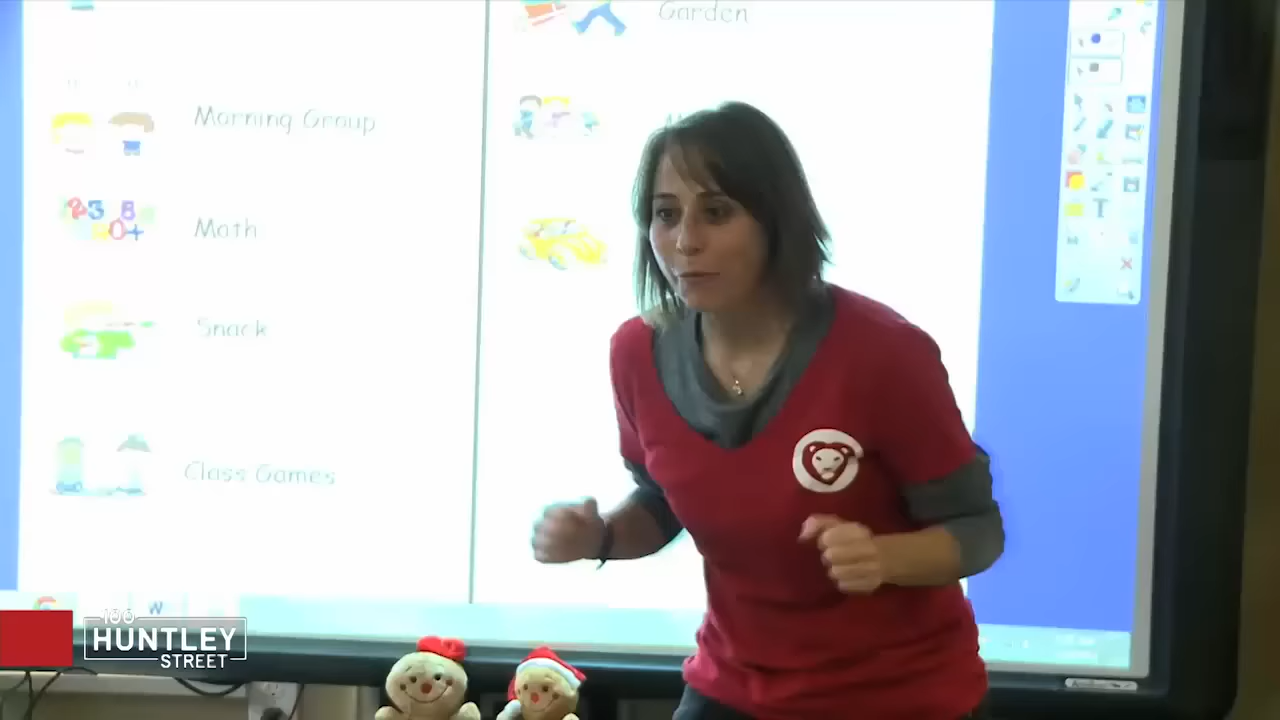 Garden
Morning Group
Math
Snack
Class Games
100
HUNTLEY
STREET